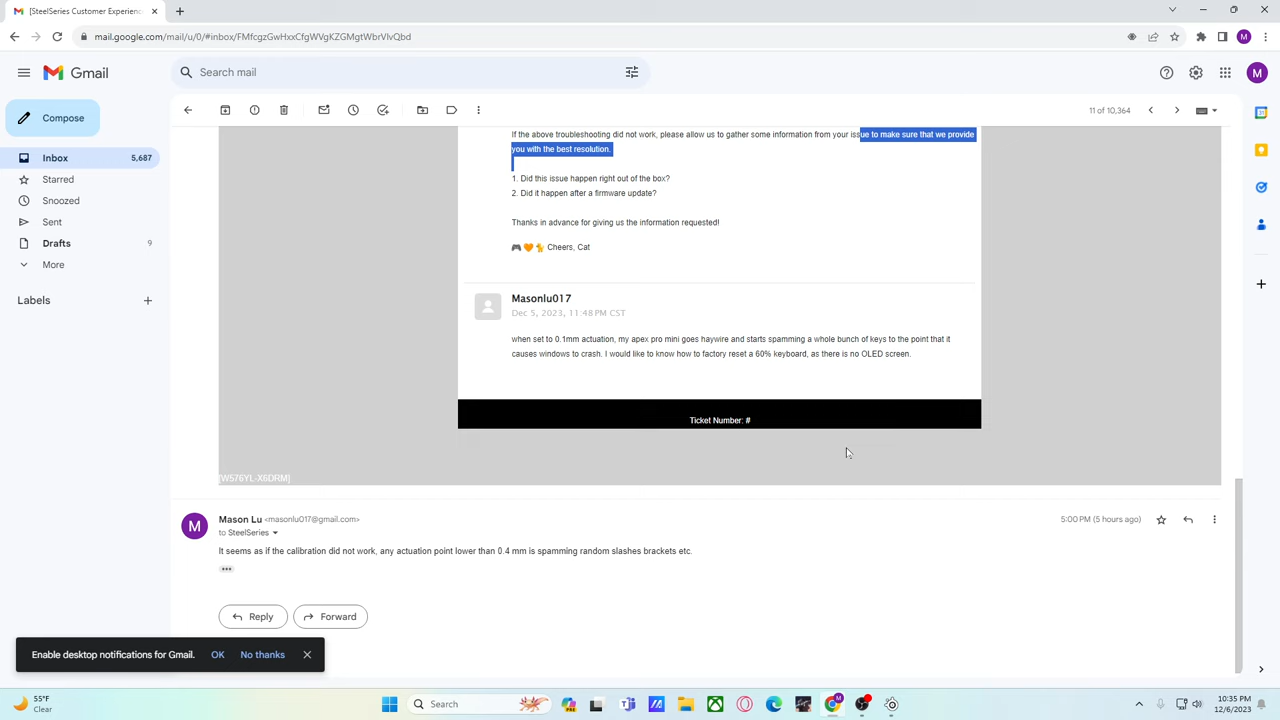 [SteelSeries Customer Experienc
mail.google.com/mail/u/0/#inbox/FMfcgzGwHxxCfgWVgKZGMgtWbrVIvQbd
M
Gmail
Search mail
M
Compose
11 of 10,364
Inbox 5,687
Starred
Snoozed
Sent
Drafts 9
More
Labels
If the above troubleshooting did not work, please allow us to gather some information from your issue to make sure that we provide
you with the best resolution.
1. Did this issue happen right out of the box?
2. Did it happen after a firmware update?
Thanks in advance for giving us the information requested!
🎮 🧡 🐈 Cheers, Cat
Masonlu017
Dec 5, 2023, 11:48 PM CST
when set to 0.1mm actuation, my apex pro mini goes haywire and starts spamming a whole bunch of keys to the point that it
causes windows to crash. I would like to know how to factory reset a 60% keyboard, as there is no OLED screen.
Ticket Number: #
[W576YL-X6DRM]
M
Mason Lu <masonlu017@gmail.com>
5:00 PM (5 hours ago)
to SteelSeries
It seems as if the calibration did not work, any actuation point lower than 0.4 mm is spamming random slashes brackets etc.
Reply
Forward
Enable desktop notifications for Gmail. OK No thanks
55°F
Clear
Search
10:35 PM
12/6/2023